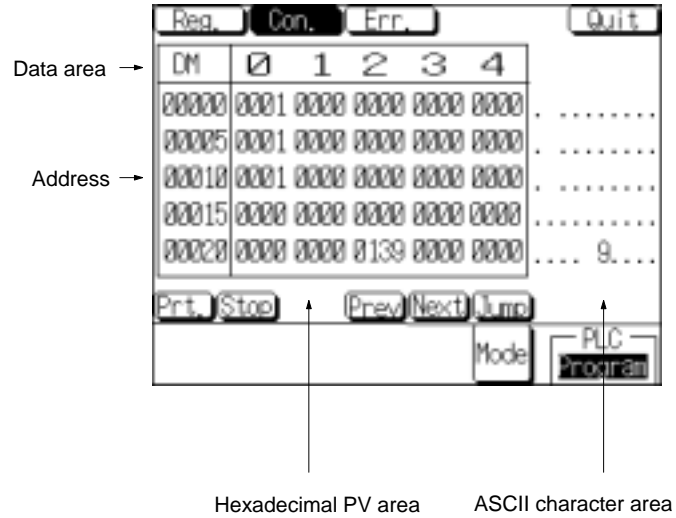 Reg. Con. Err. Quit
Data area DM 0 1 2 3 4
00000 0001 0000 0000 0000 0000 . ........
00005 0001 0000 0000 0000 0000 . ........
Address 00010 0001 0000 0000 0000 0000 . ........
00015 0000 0000 0000 0000 0000 ..........
00020 0000 0000 0139 0000 0000 .... 9....
Prt. Stop Prev Next Jump
Mode PLC
Program
Hexadecimal PV area ASCII character area